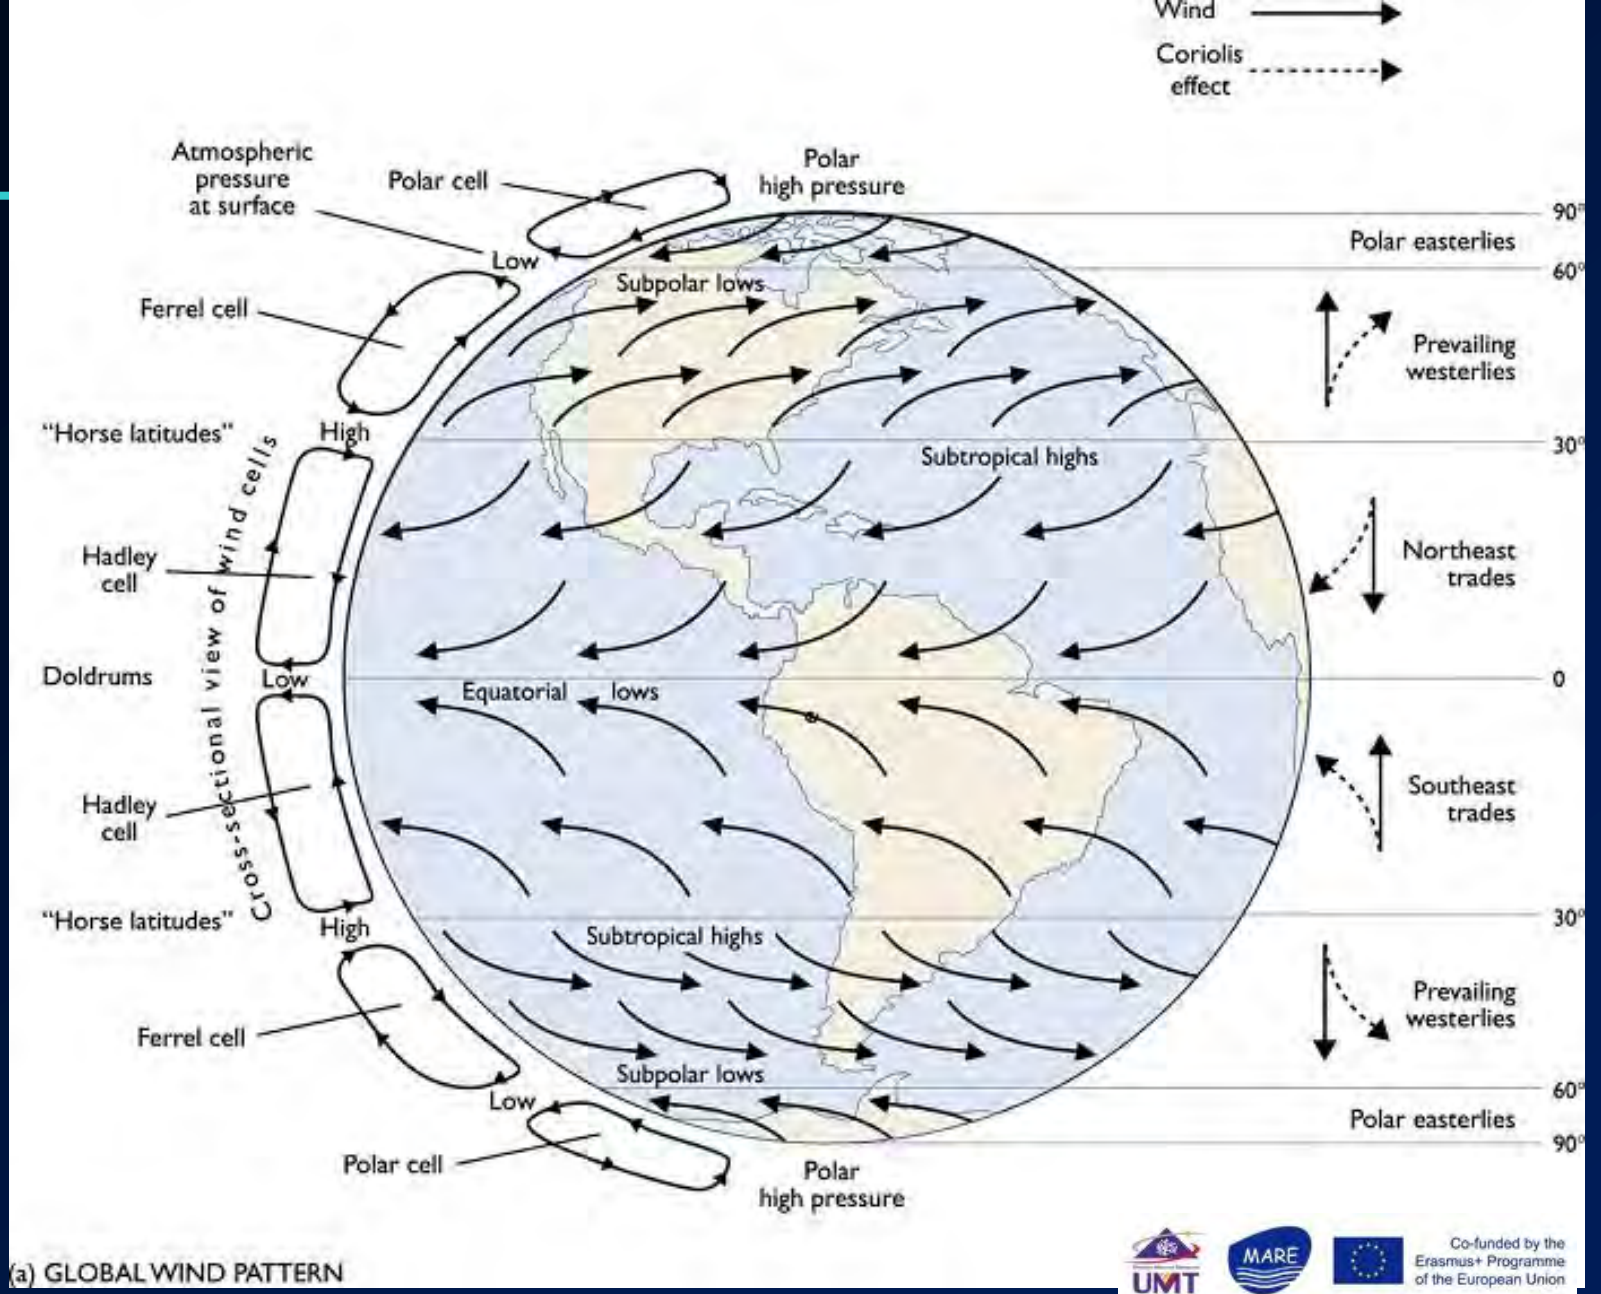 Wind
Coriolis
effect
Atmospheric
pressure
at surface
Polar cell
Polar
high pressure
90°
Polar easterlies
Low
60°
Subpolar lows
Ferrel cell
Prevailing
westerlies
"Horse latitudes"
High
30°
Subtropical highs
Cross-sectional view of wind cells
Hadley
cell
Northeast
trades
Doldrums
Low
0
Equatorial lows
Hadley
cell
Southeast
trades
"Horse latitudes"
High
30°
Subtropical highs
Ferrel cell
Prevailing
westerlies
Subpolar lows
Low
60°
Polar easterlies
90°
Polar cell
Polar
high pressure
(a) GLOBAL WIND PATTERN
UMT
MARE
Co-funded by the
Erasmus+ Programme
of the European Union